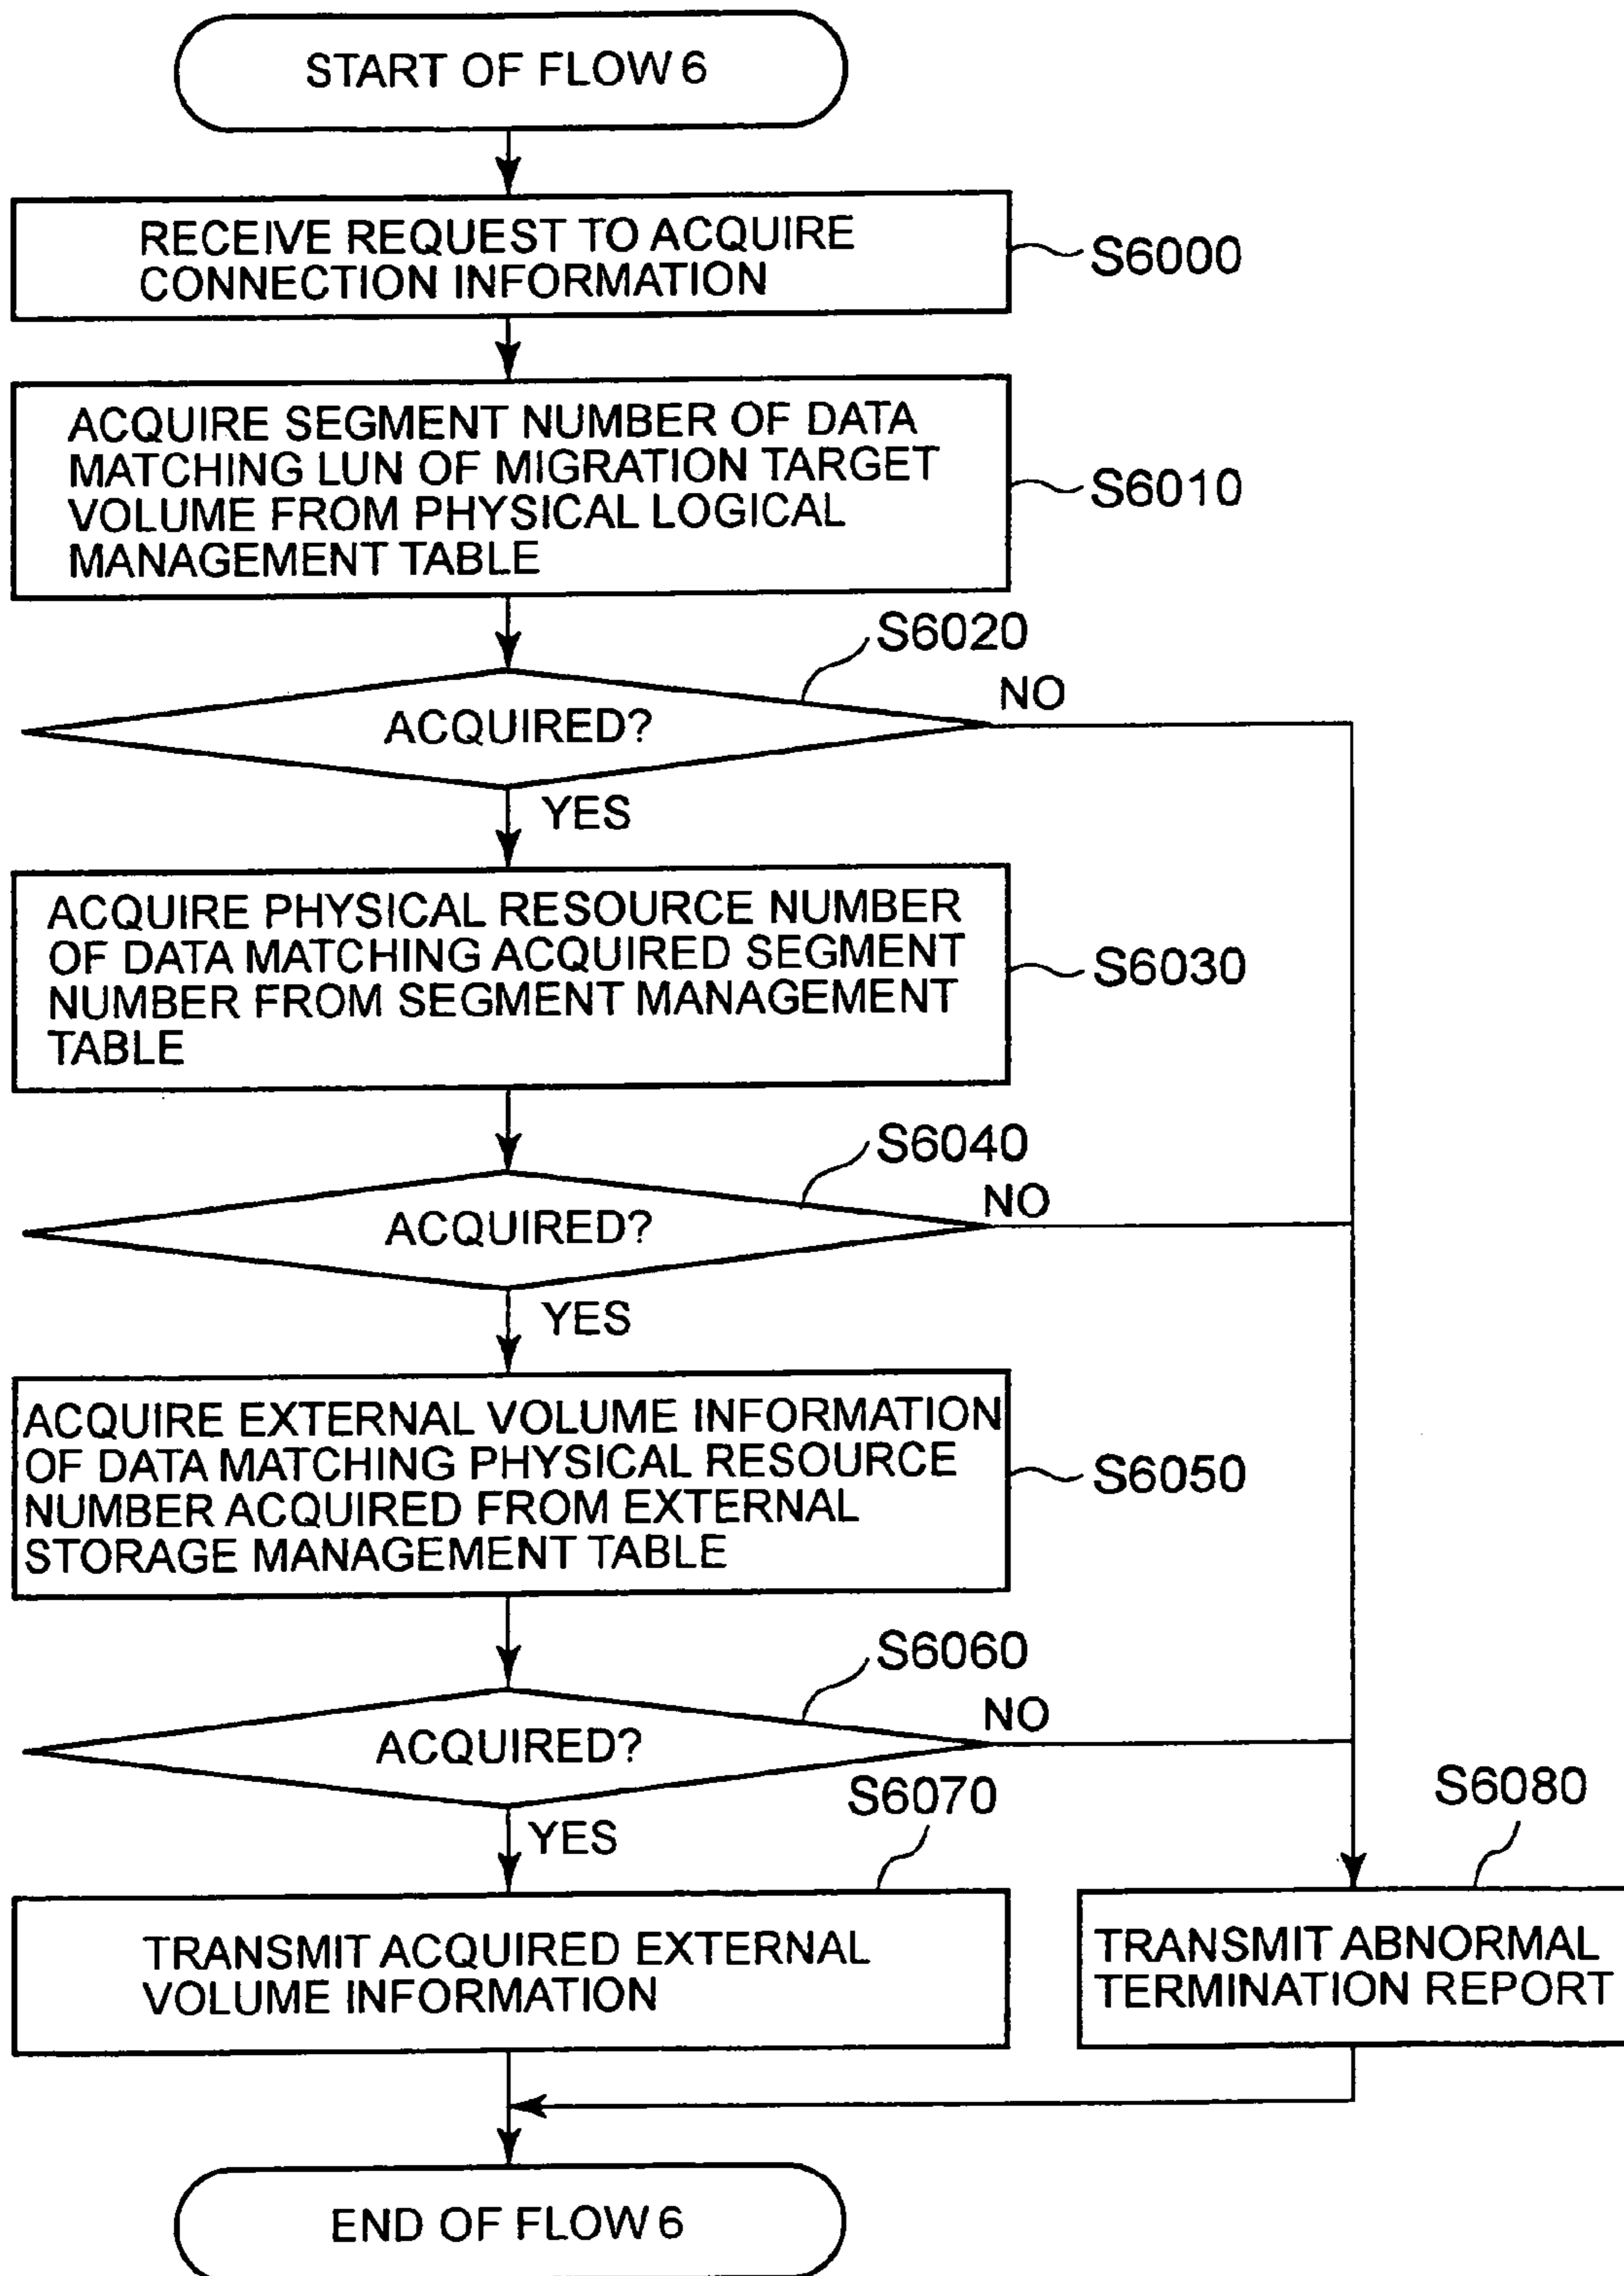 START OF FLOW 6
RECEIVE REQUEST TO ACQUIRE
CONNECTION INFORMATION
S6000
ACQUIRE SEGMENT NUMBER OF DATA
MATCHING LUN OF MIGRATION TARGET
VOLUME FROM PHYSICAL LOGICAL
MANAGEMENT TABLE
S6010
S6020
NO
ACQUIRED?
YES
ACQUIRE PHYSICAL RESOURCE NUMBER
OF DATA MATCHING ACQUIRED SEGMENT
NUMBER FROM SEGMENT MANAGEMENT
TABLE
S6030
S6040
NO
ACQUIRED?
YES
ACQUIRE EXTERNAL VOLUME INFORMATION
OF DATA MATCHING PHYSICAL RESOURCE
NUMBER ACQUIRED FROM EXTERNAL
STORAGE MANAGEMENT TABLE
S6050
S6060
NO
ACQUIRED?
YES
S6070
S6080
TRANSMIT ACQUIRED EXTERNAL
VOLUME INFORMATION
TRANSMIT ABNORMAL
TERMINATION REPORT
END OF FLOW 6